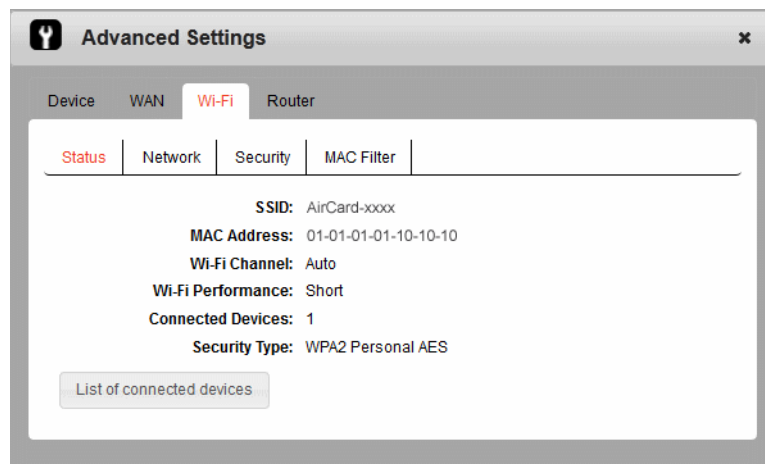 Advanced Settings
Device WAN Wi-Fi Router
Status Network Security MAC Filter
SSID: AirCard-xxxx
MAC Address: 01-01-01-01-10-10-10
Wi-Fi Channel: Auto
Wi-Fi Performance: Short
Connected Devices: 1
Security Type: WPA2 Personal AES
List of connected devices